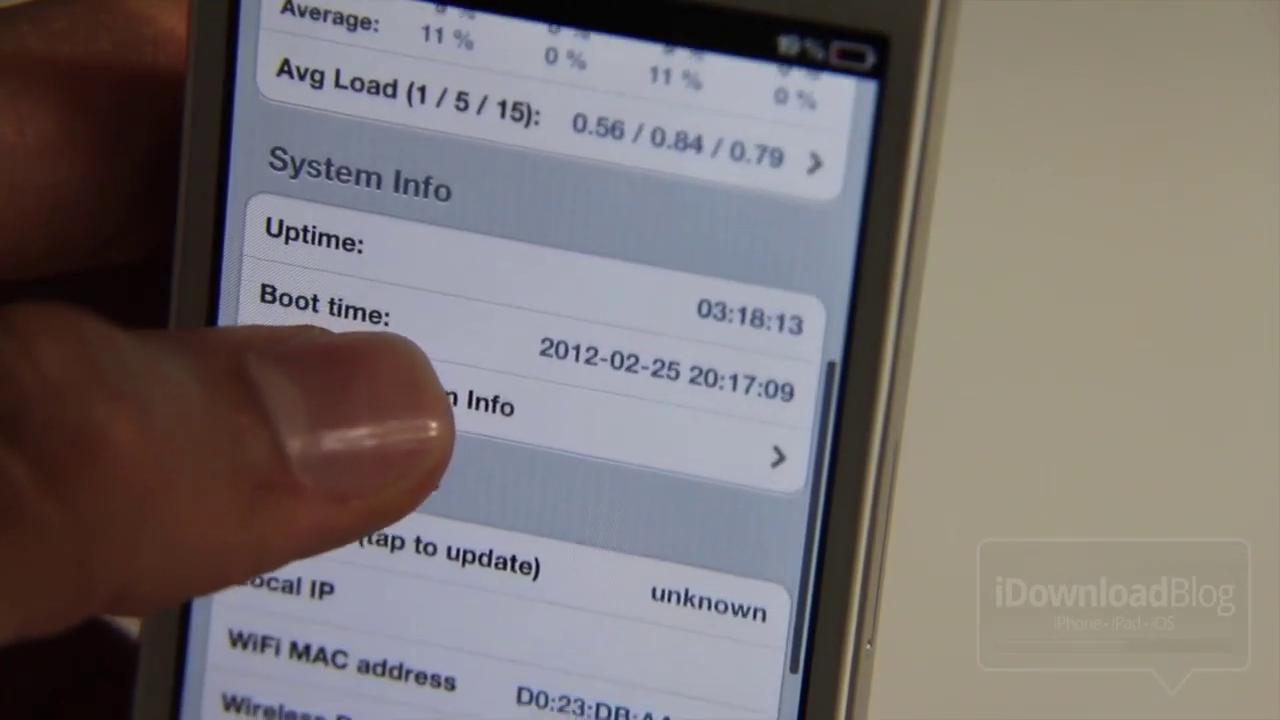 19%
Average:
11 %
0 %
11 %
0 %
Avg Load (1 / 5 / 15):
0.56 / 0.84 / 0.79
System Info
Uptime:
03:18:13
Boot time:
2012-02-25 20:17:09
Info
(tap to update)
unknown
IP
WiFi MAC address
D0:23:DB:
iDownloadBlog
iPhone • iPad • iOS